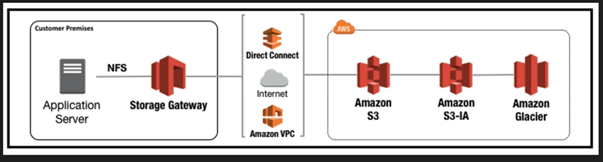 Customer Premises
NFS
Application
Server
Storage Gateway
Direct Connect
Internet
Amazon VPC
AWS
Amazon
S3
Amazon
S3-IA
Amazon
Glacier